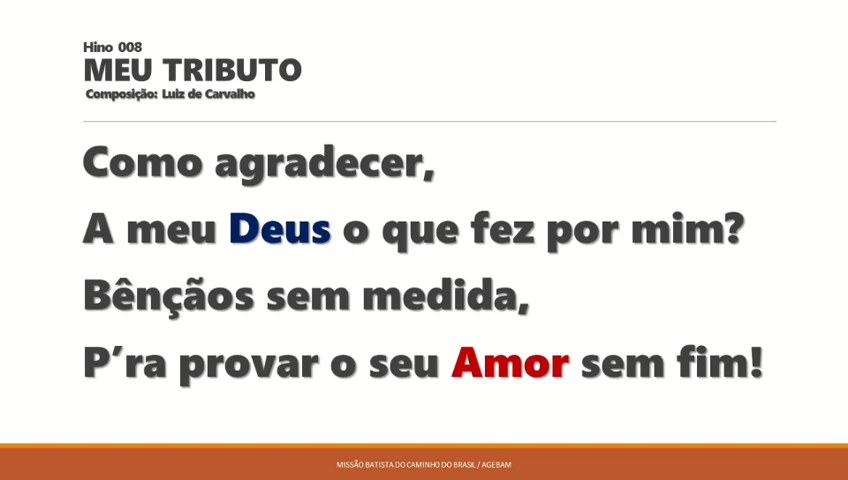 Hino 008
MEU TRIBUTO
Composição: Luiz de Carvalho
Como agradecer,
A meu Deus o que fez por mim?
Bênçãos sem medida,
P´ra provar o seu Amor sem fim!
MISSÃO BATISTA DO CAMINHO DO BRASIL / AGEBAM